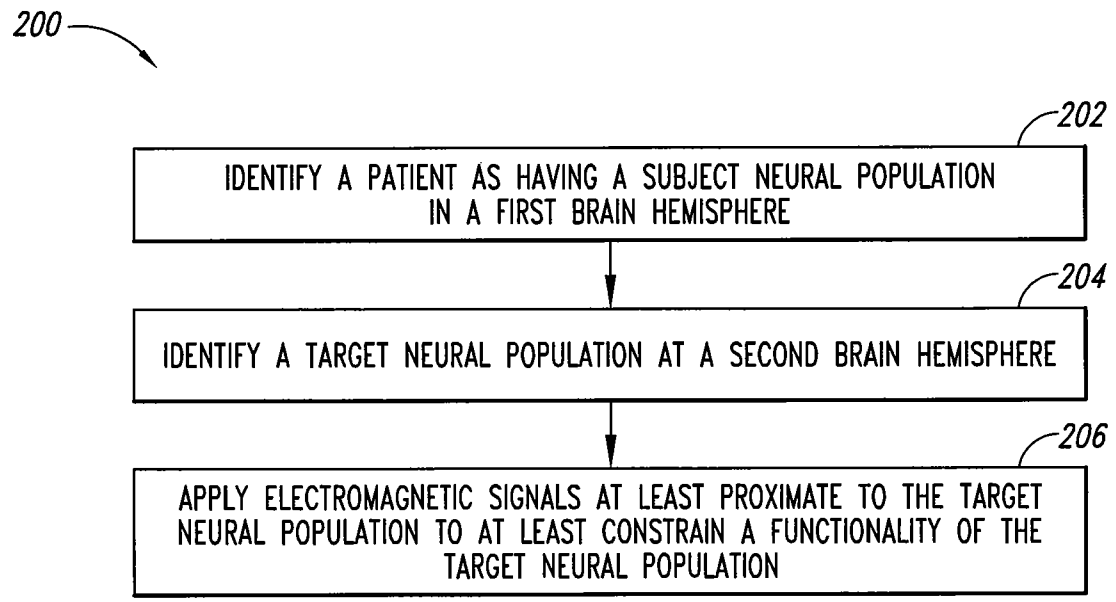 200
202
IDENTIFY A PATIENT AS HAVING A SUBJECT NEURAL POPULATION
IN A FIRST BRAIN HEMISPHERE
204
IDENTIFY A TARGET NEURAL POPULATION AT A SECOND BRAIN HEMISPHERE
206
APPLY ELECTROMAGNETIC SIGNALS AT LEAST PROXIMATE TO THE TARGET
NEURAL POPULATION TO AT LEAST CONSTRAIN A FUNCTIONALITY OF THE
TARGET NEURAL POPULATION